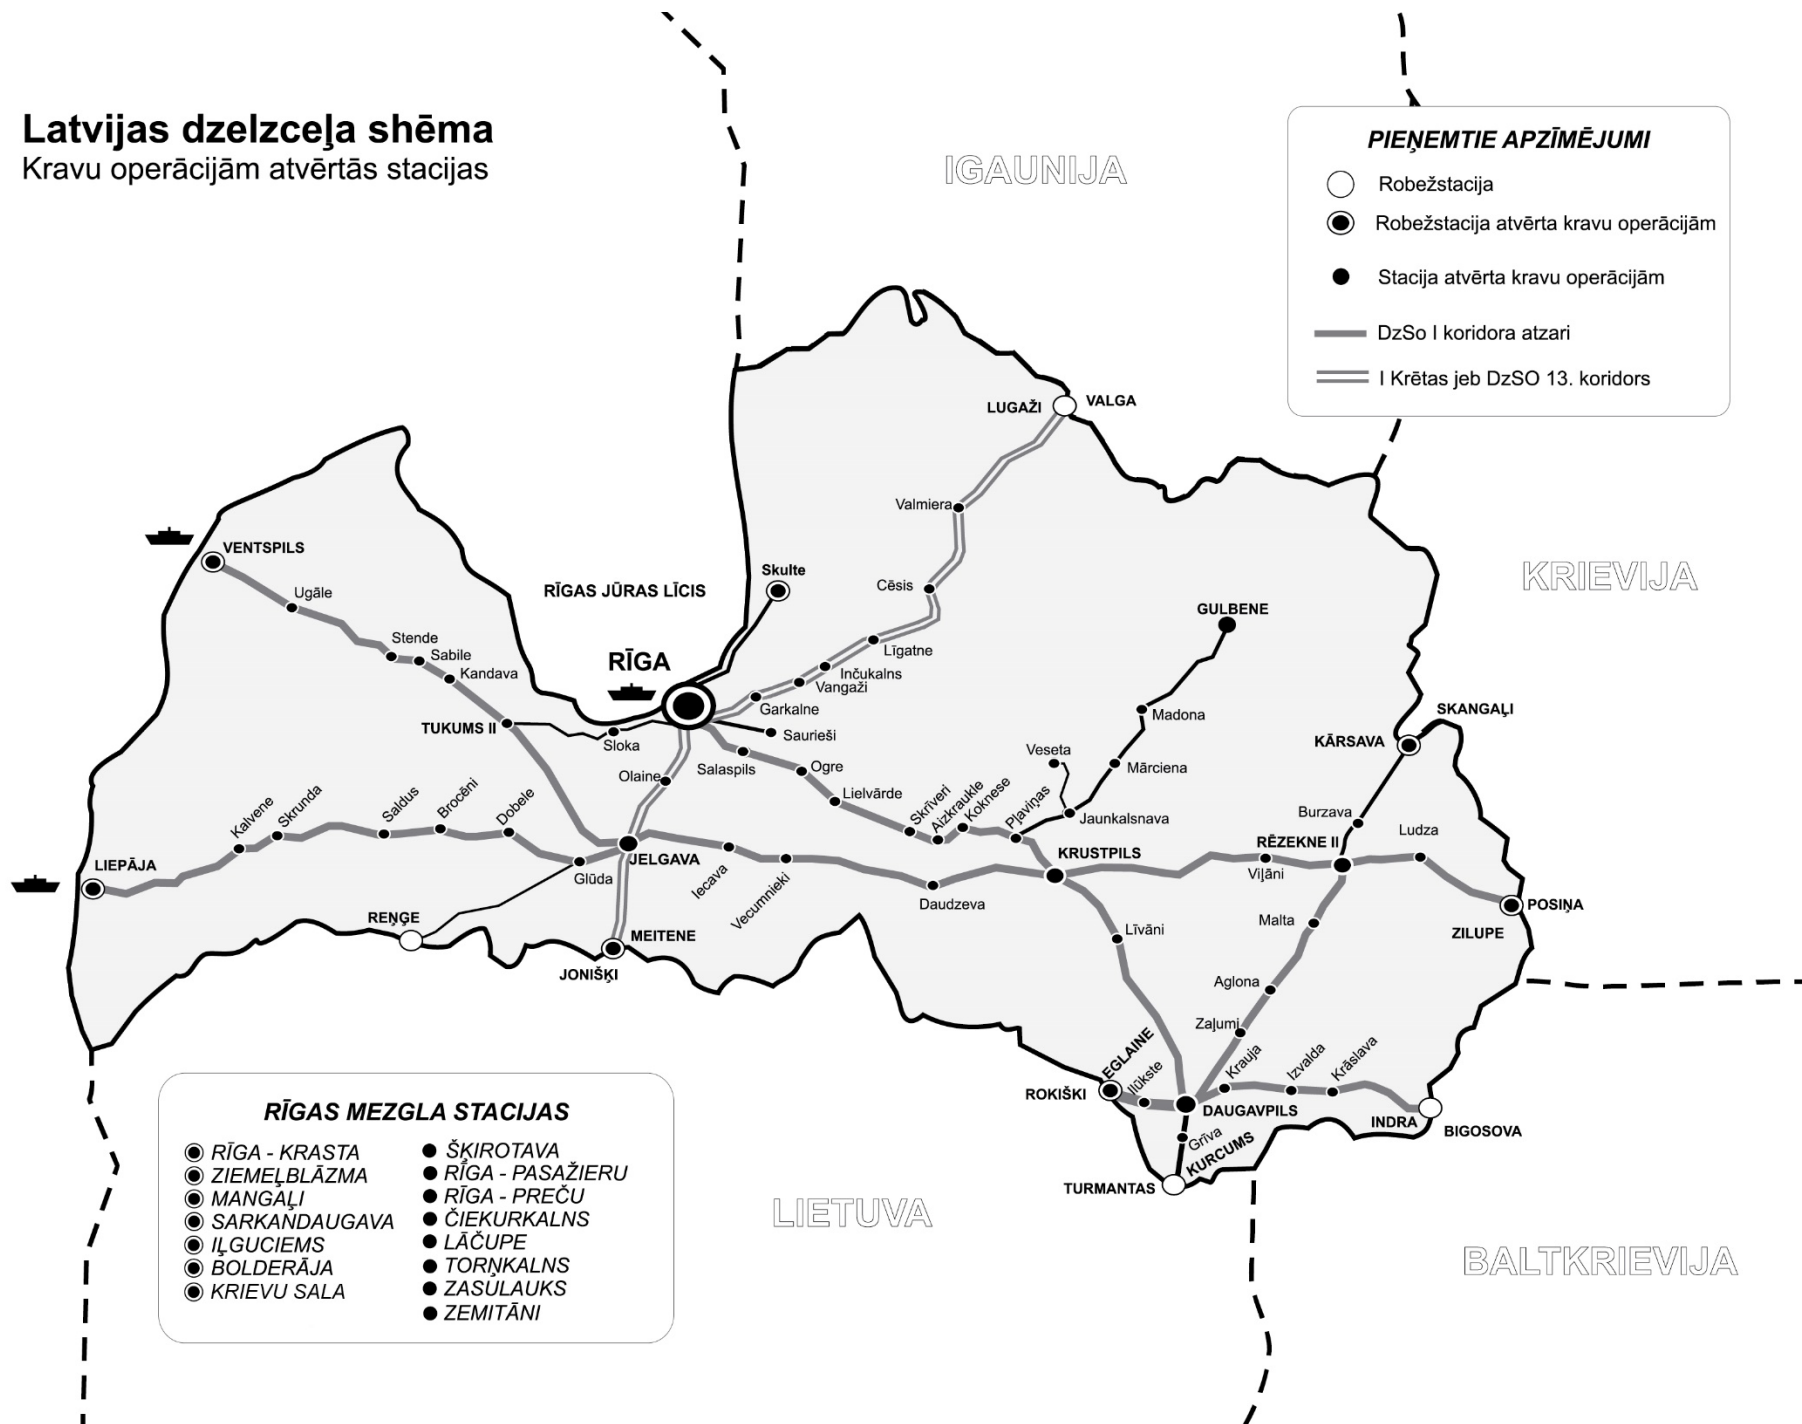 Latvijas dzelzceļa shēma
Kravu operācijām atvērtās stacijas
PIEŅEMTIE APZĪMĒJUMI
Robežstacija
Robežstacija atvērta kravu operācijām
Stacija atvērta kravu operācijām
DzSo I koridora atzari
I Krētas jeb DzSO 13. koridors
IGAUNIJA
KRIEVIJA
LIETUVA
BALTKRIEVIJA
LUGAŽI
VALGA
Valmiera
Cēsis
Līgatne
Inčukalns
Vangaži
Garkalne
VENTSPILS
Ugāle
Stende
Sabile
Kandava
TUKUMS II
RĪGAS JŪRAS LĪCIS
Skulte
RĪGA
Sloka
Saurieši
Salaspils
Olaine
Ogre
Lielvārde
Skrīveri
Aizkraukle
Koknese
Pļaviņas
Veseta
Jaunkalsnava
Mārciena
Madona
GULBENE
SKANGAĻI
KĀRSAVA
Burzava
RĒZEKNE II
Ludza
POSIŅA
ZILUPE
Viļāni
KRUSTPILS
Malta
Aglona
Zaļumi
Līvāni
Daudzeva
Vecumnieki
Iecava
JELGAVA
Glūda
Dobele
Brocēni
Saldus
Skrunda
Kalvene
LIEPĀJA
REŅĢE
MEITENE
JONIŠĶI
EGLAINE
ROKIŠKI
Ilūkste
DAUGAVPILS
Krauja
Izvalda
Krāslava
INDRA
BIGOSOVA
Grīva
KURCUMS
TURMANTAS
RĪGAS MEZGLA STACIJAS
RĪGA - KRASTA
ZIEMEĻBLĀZMA
MANGAĻI
SARKANDAUGAVA
IĻGUCIEMS
BOLDERĀJA
KRIEVU SALA
ŠĶIROTAVA
RĪGA - PASAŽIERU
RĪGA - PREČU
ČIEKURKALNS
LĀČUPE
TORŅKALNS
ZASULAUKS
ZEMITĀNI